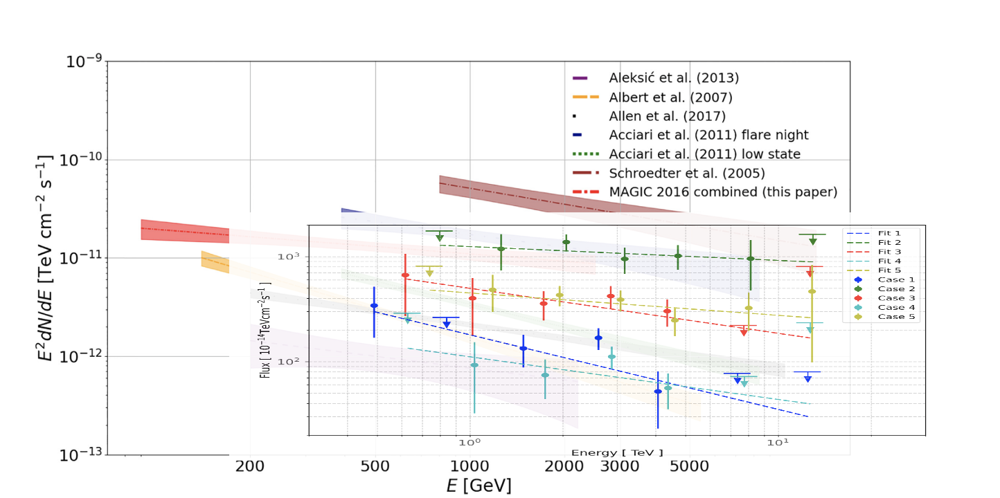 10⁻⁹
Aleksić et al. (2013)
Albert et al. (2007)
Allen et al. (2017)
Acciari et al. (2011) flare night
10⁻¹⁰
Acciari et al. (2011) low state
Schroedter et al. (2005)
MAGIC 2016 combined (this paper)
E²dN/dE [TeV cm⁻² s⁻¹]
Fit 1
Fit 2
Fit 3
Fit 4
Fit 5
Case 1
Case 2
Case 3
Case 4
Case 5
10⁻¹¹
10³
Flux [ 10⁻¹⁴TeVcm⁻²s⁻¹ ]
10⁻¹²
10²
10⁰
10¹
Energy [ TeV ]
10⁻¹³
200 500 1000 2000 3000 5000
E [GeV]